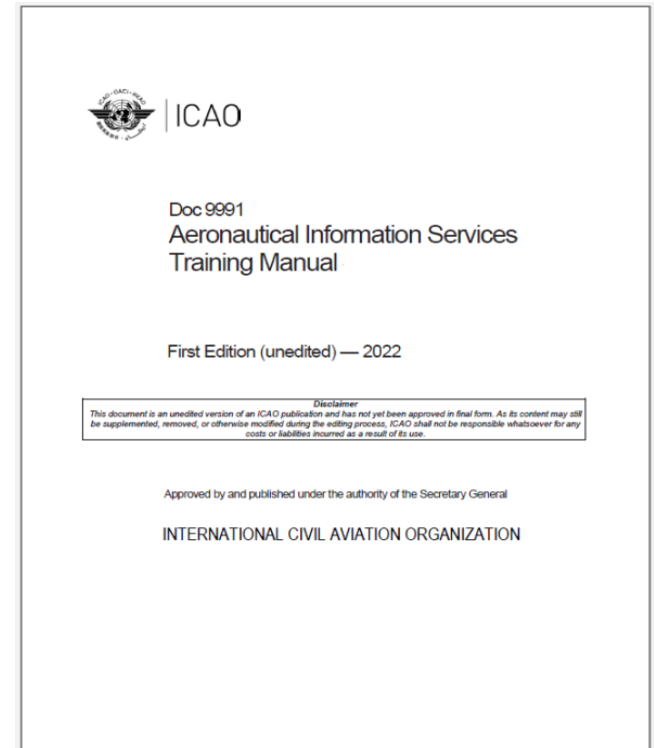 ICAO · OACI · ИКАО
ICAO
Doc 9991
Aeronautical Information Services
Training Manual
First Edition (unedited) — 2022
Disclaimer
This document is an unedited version of an ICAO publication and has not yet been approved in final form. As its content may still
be supplemented, removed, or otherwise modified during the editing process, ICAO shall not be responsible whatsoever for any
costs or liabilities incurred as a result of its use.
Approved by and published under the authority of the Secretary General
INTERNATIONAL CIVIL AVIATION ORGANIZATION